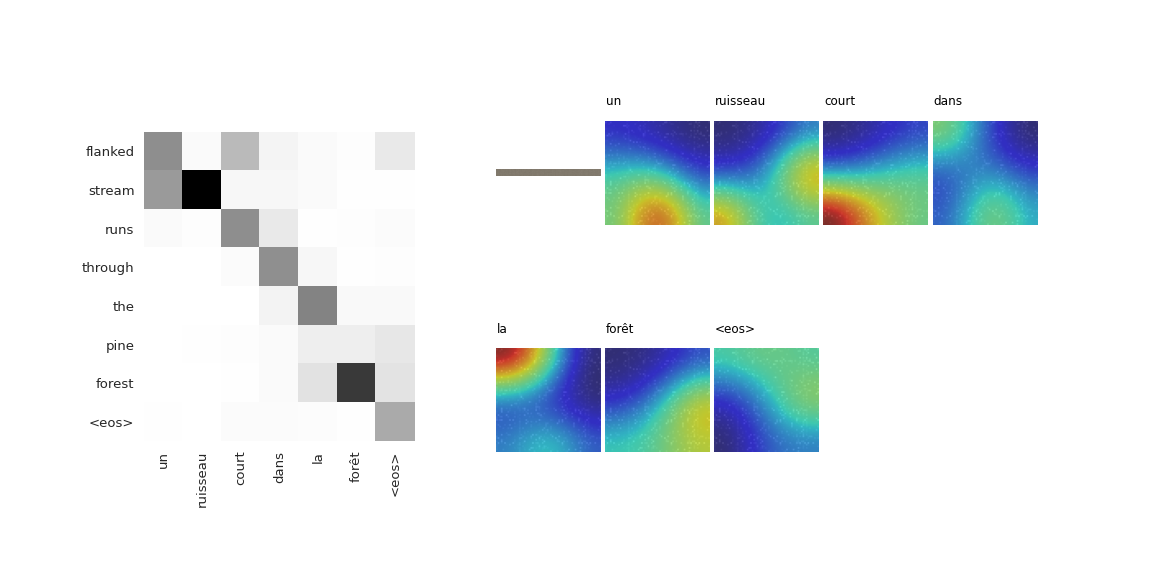 flanked
stream
runs
through
the
pine
forest
<eos>
un
ruisseau
court
dans
la
forêt
<eos>
un ruisseau court dans
la forêt <eos>